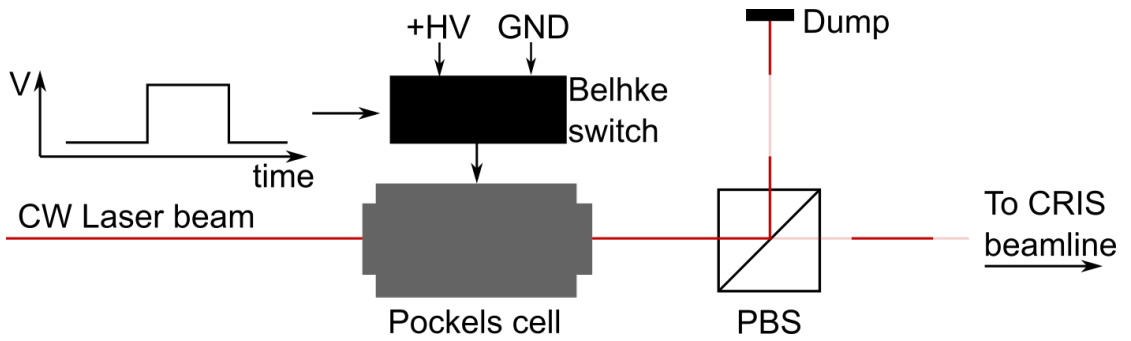 +HV GND
Dump
V
Belhke
switch
time
CW Laser beam
To CRIS
beamline
Pockels cell
PBS